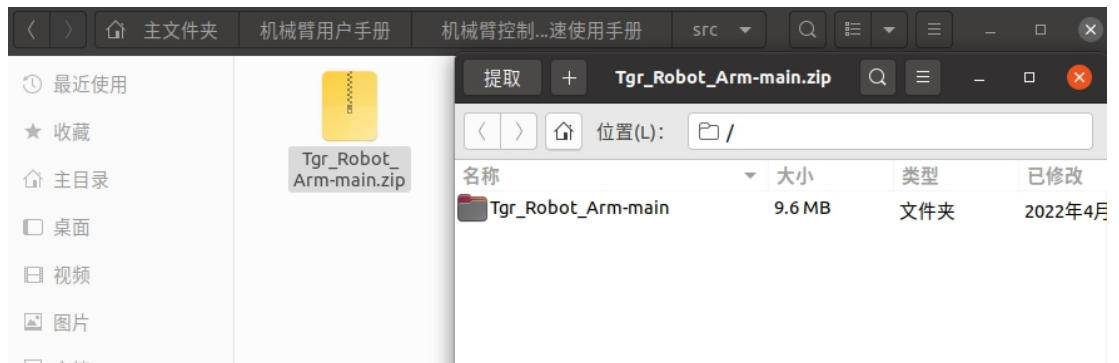 主文件夹 机械臂用户手册 机械臂控制...速使用手册 src
提取 Tgr_Robot_Arm-main.zip
位置(L): /
最近使用
收藏
主目录
桌面
视频
图片
Tgr_Robot_
Arm-main.zip
名称 大小 类型 已修改
Tgr_Robot_Arm-main 9.6 MB 文件夹 2022年4月